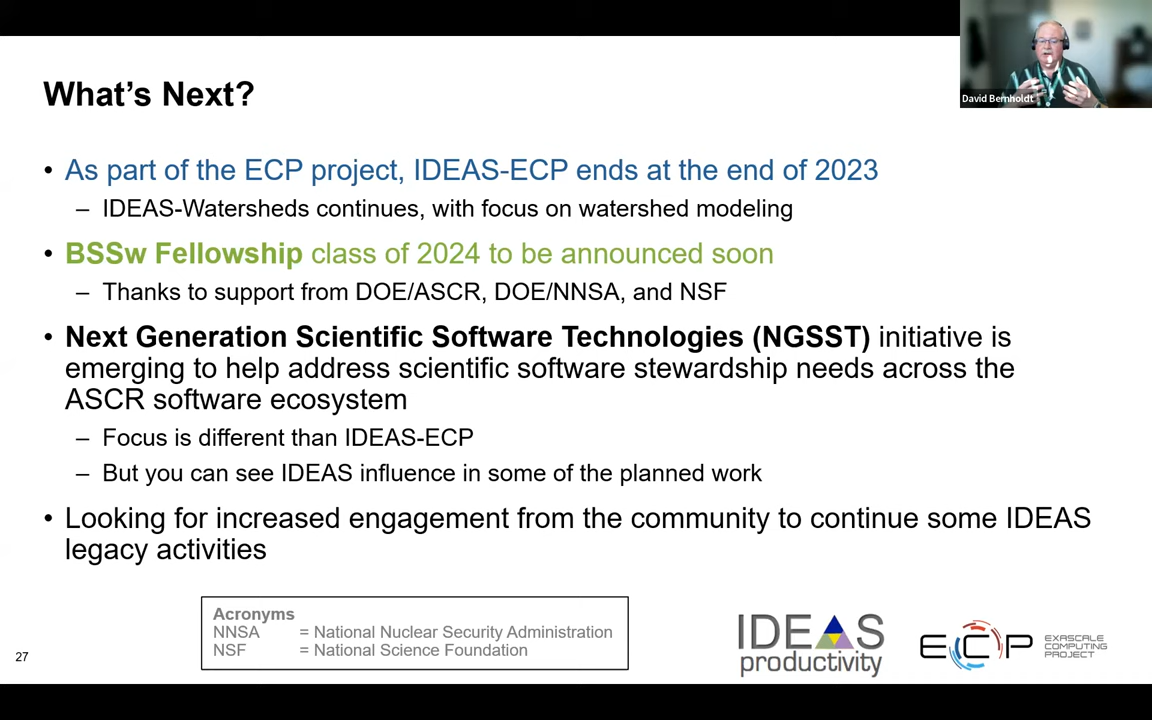 David Bernholdt
What's Next?
• As part of the ECP project, IDEAS-ECP ends at the end of 2023
– IDEAS-Watersheds continues, with focus on watershed modeling
• BSSw Fellowship class of 2024 to be announced soon
– Thanks to support from DOE/ASCR, DOE/NNSA, and NSF
• Next Generation Scientific Software Technologies (NGSST) initiative is
emerging to help address scientific software stewardship needs across the
ASCR software ecosystem
– Focus is different than IDEAS-ECP
– But you can see IDEAS influence in some of the planned work
• Looking for increased engagement from the community to continue some IDEAS
legacy activities
Acronyms
NNSA = National Nuclear Security Administration
NSF = National Science Foundation
27
IDEAS
productivity
ECP
EXASCALE
COMPUTING
PROJECT